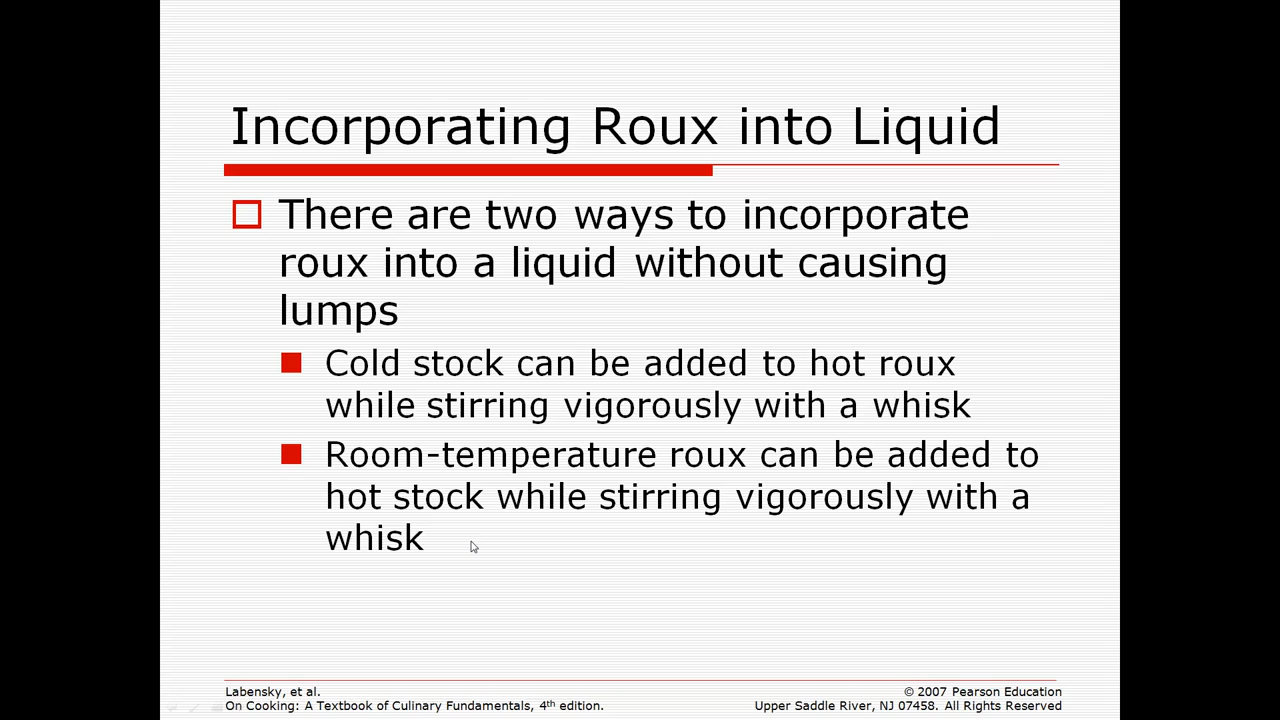 Incorporating Roux into Liquid
There are two ways to incorporate
roux into a liquid without causing
lumps
Cold stock can be added to hot roux
while stirring vigorously with a whisk
Room-temperature roux can be added to
hot stock while stirring vigorously with a
whisk
Labensky, et al.
On Cooking: A Textbook of Culinary Fundamentals, 4th edition.
© 2007 Pearson Education
Upper Saddle River, NJ 07458. All Rights Reserved